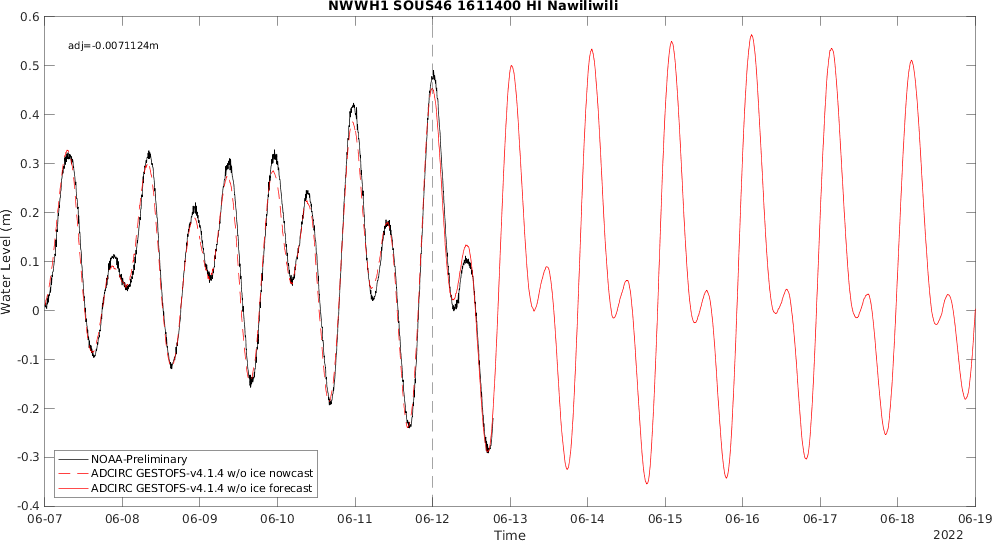 NWWH1 SOUS46 1611400 HI Nawiliwili
adj=-0.0071124m
0.6
0.5
0.4
0.3
0.2
0.1
0
-0.1
-0.2
-0.3
-0.4
Water Level (m)
NOAA-Preliminary
ADCIRC GESTOFS-v4.1.4 w/o ice nowcast
ADCIRC GESTOFS-v4.1.4 w/o ice forecast
06-07 06-08 06-09 06-10 06-11 06-12 06-13 06-14 06-15 06-16 06-17 06-18 06-19
Time
2022